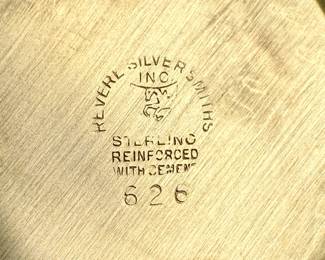 REVERE SILVERSMITHS
INC.
STERLING
REINFORCED
WITH CEMENT
626